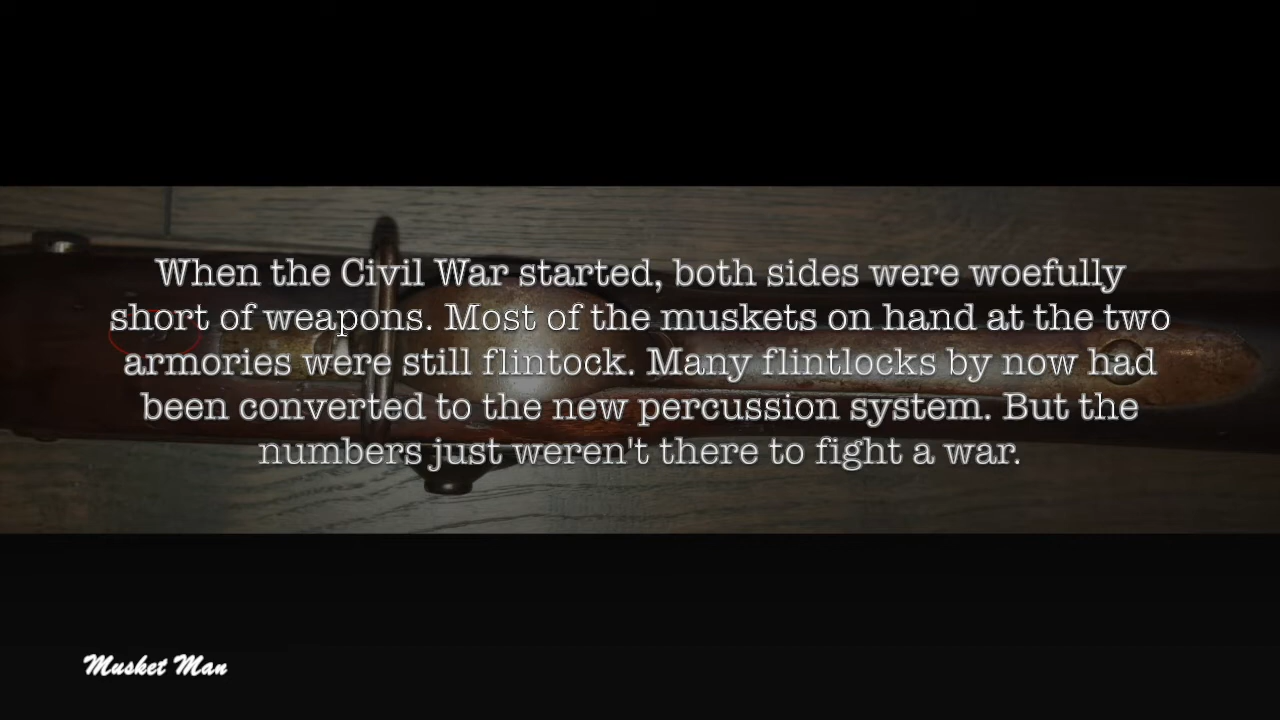 When the Civil War started, both sides were woefully
short of weapons. Most of the muskets on hand at the two
armories were still flintock. Many flintlocks by now had
been converted to the new percussion system. But the
numbers just weren't there to fight a war.
Musket Man